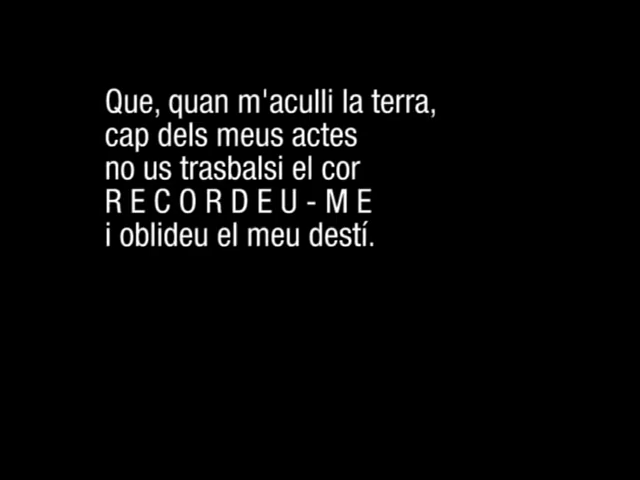 Que, quan m'aculli la terra,
cap dels meus actes
no us trasbalsi el cor
R E C O R D E U - M E
i oblideu el meu destí.